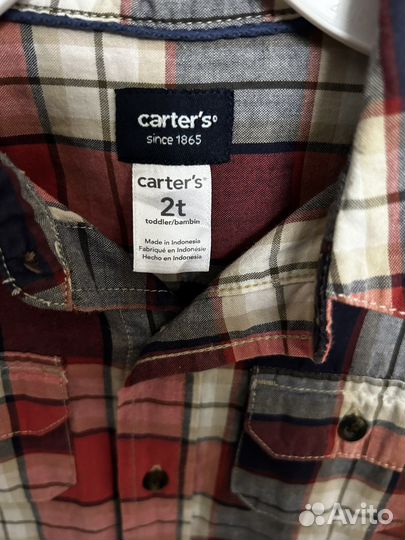 carter's®
since 1865
carter's®
2t
toddler/bambin
Made in Indonesia
Fabriqué en Indonésie
Hecho en Indonesia
Avito